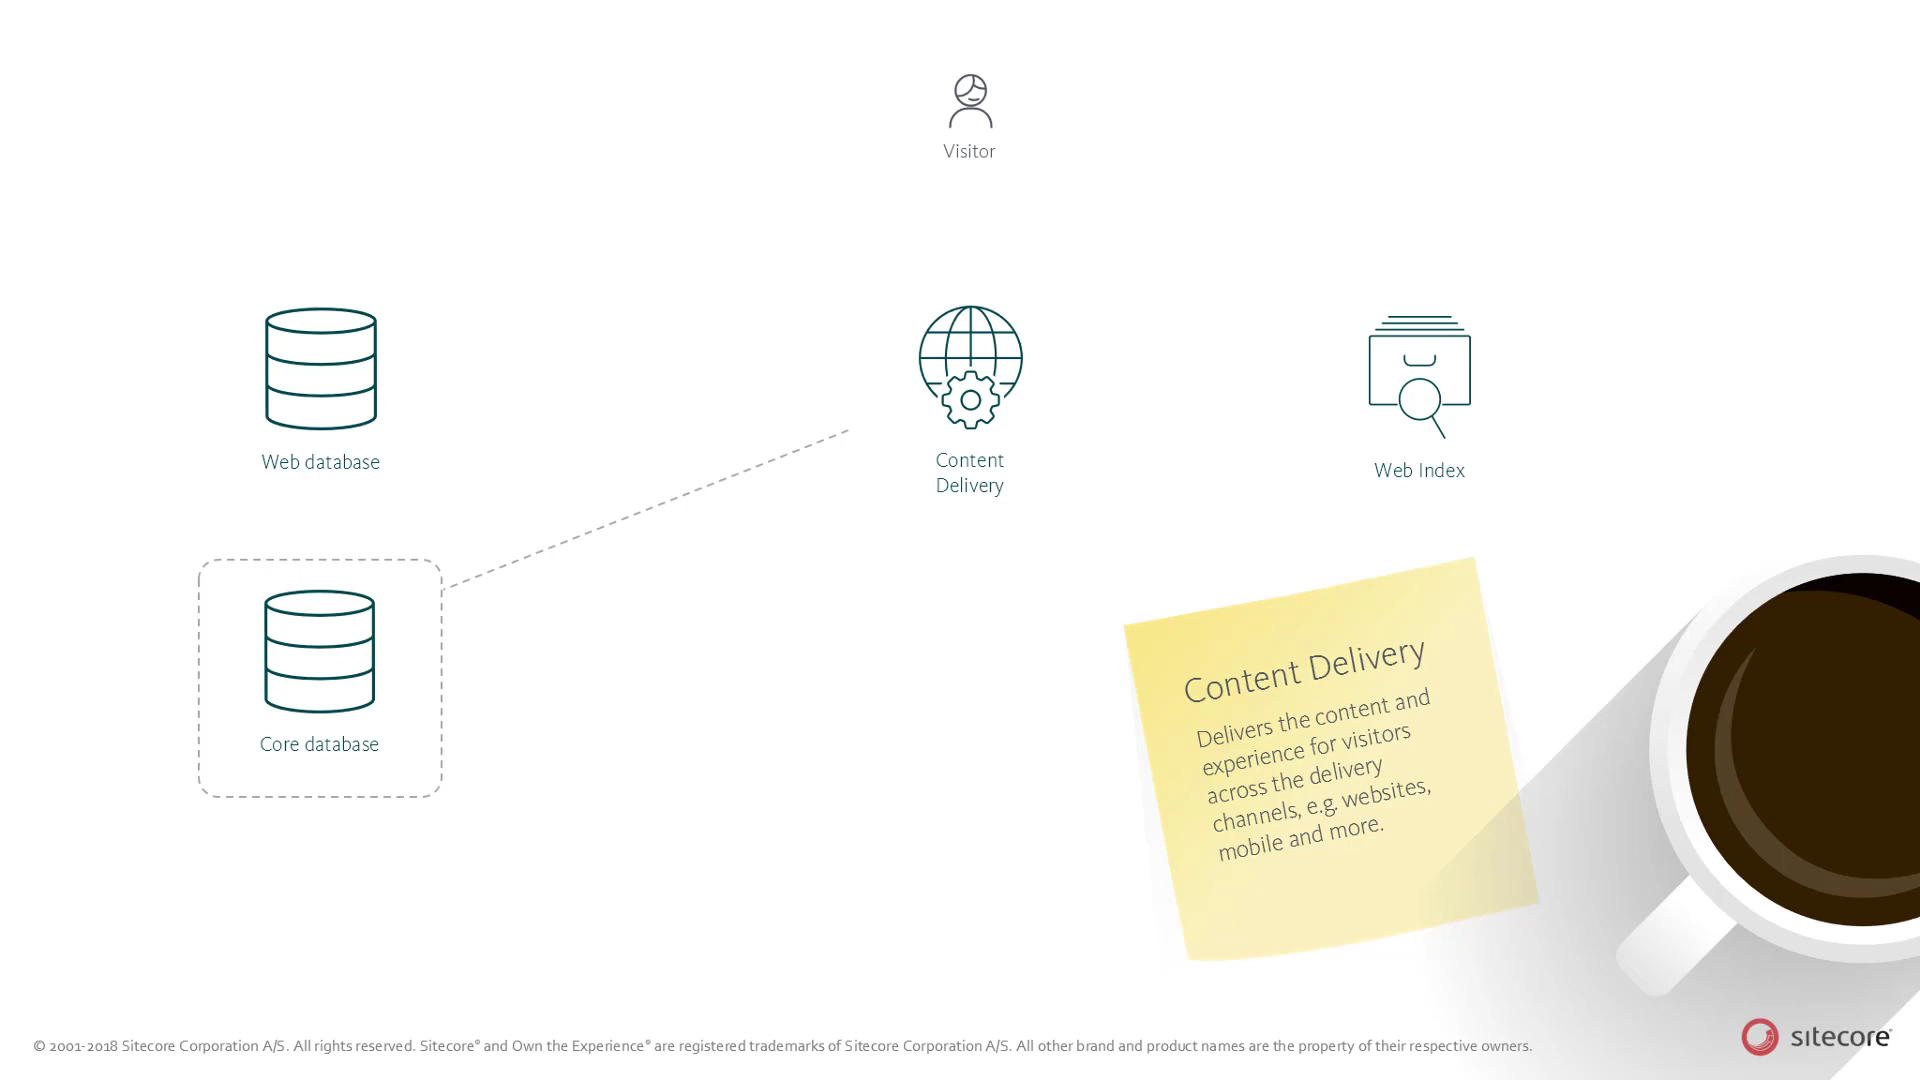 Visitor
Web database
Content
Delivery
Web Index
Core database
Content Delivery
Delivers the content and
experience for visitors
across the delivery
channels, e.g. websites,
mobile and more.
© 2001-2018 Sitecore Corporation A/S. All rights reserved. Sitecore® and Own the Experience® are registered trademarks of Sitecore Corporation A/S. All other brand and product names are the property of their respective owners.
sitecore®